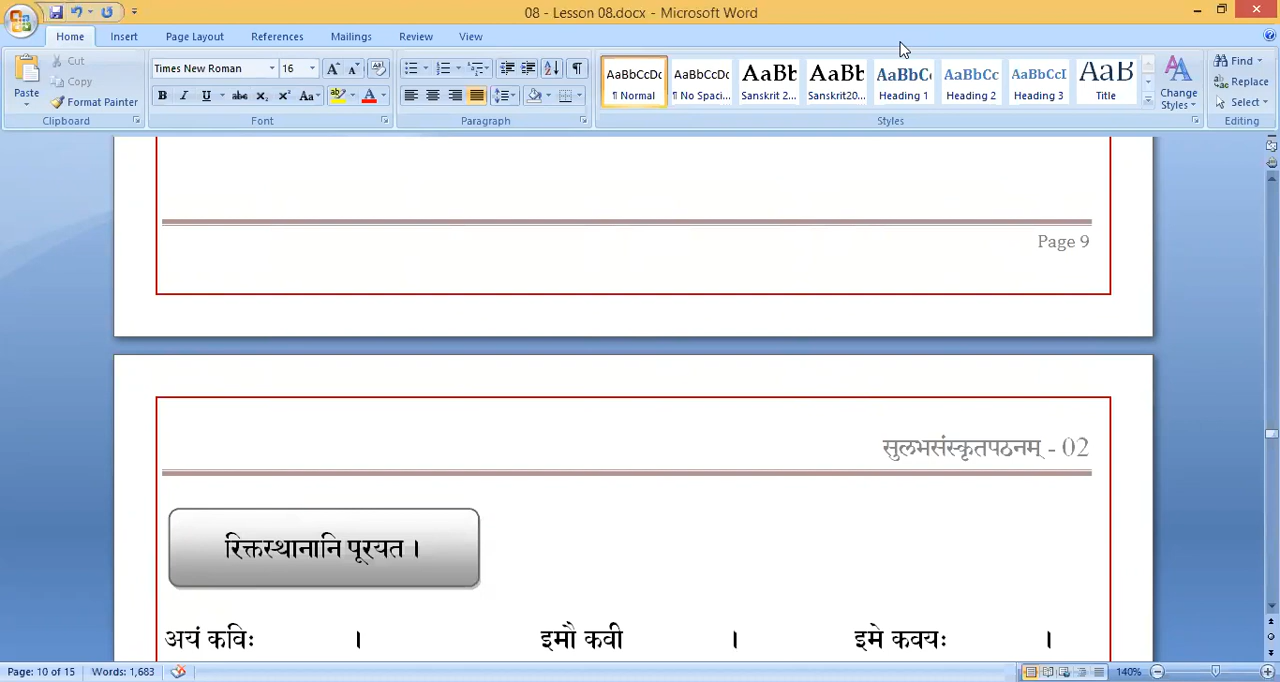 08 - Lesson 08.docx - Microsoft Word
Home Insert Page Layout References Mailings Review View
Paste
Cut
Copy
Format Painter
Clipboard
Times New Roman 16
Font
Paragraph
AaBbCcDc AaBbCcDc AaBb AaBb AaBbC AaBbCc AaBbCcI AaB
¶ Normal ¶ No Spaci... Sanskrit 2... Sanskrit20... Heading 1 Heading 2 Heading 3 Title
Change Styles
Styles
Find
Replace
Select
Editing
Page 9
सुलभसंस्कृतपठनम् - 02
रिक्तस्थानानि पूरयत ।
अयं कविः । इमौ कवी । इमे कवयः ।
Page: 10 of 15 Words: 1,683 140%